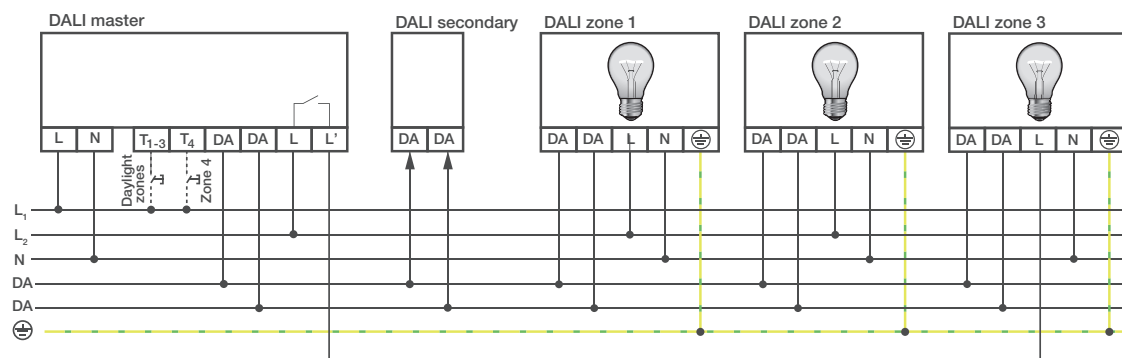 DALI master
DALI secondary
DALI zone 1
DALI zone 2
DALI zone 3
L N T1-3 T4 DA DA L L'
DA DA
DA DA L N
DA DA L N
DA DA L N
Daylight
zones
Zone 4
L1
L2
N
DA
DA